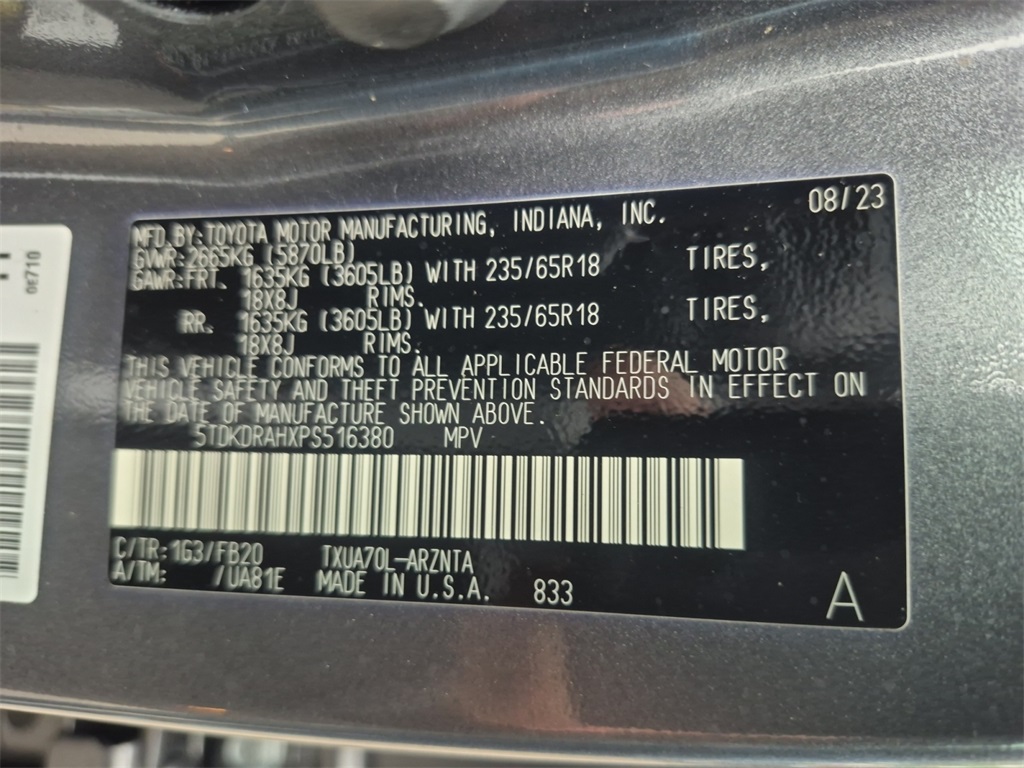 08/23
MFD.BY:TOYOTA MOTOR MANUFACTURING, INDIANA, INC.
GVWR:2665KG (5870LB)
GAWR:FRT. 1635KG (3605LB) WITH 235/65R18 TIRES,
18X8J RIMS.
RR. 1635KG (3605LB) WITH 235/65R18 TIRES,
18X8J RIMS.
THIS VEHICLE CONFORMS TO ALL APPLICABLE FEDERAL MOTOR
VEHICLE SAFETY AND THEFT PREVENTION STANDARDS IN EFFECT ON
THE DATE OF MANUFACTURE SHOWN ABOVE.
5TDKDRAHXPS516380 MPV
C/TR:1G3/FB20 TXUA70L-ARZNTA
A/TM: /UA81E MADE IN U.S.A. 833
A
0E710